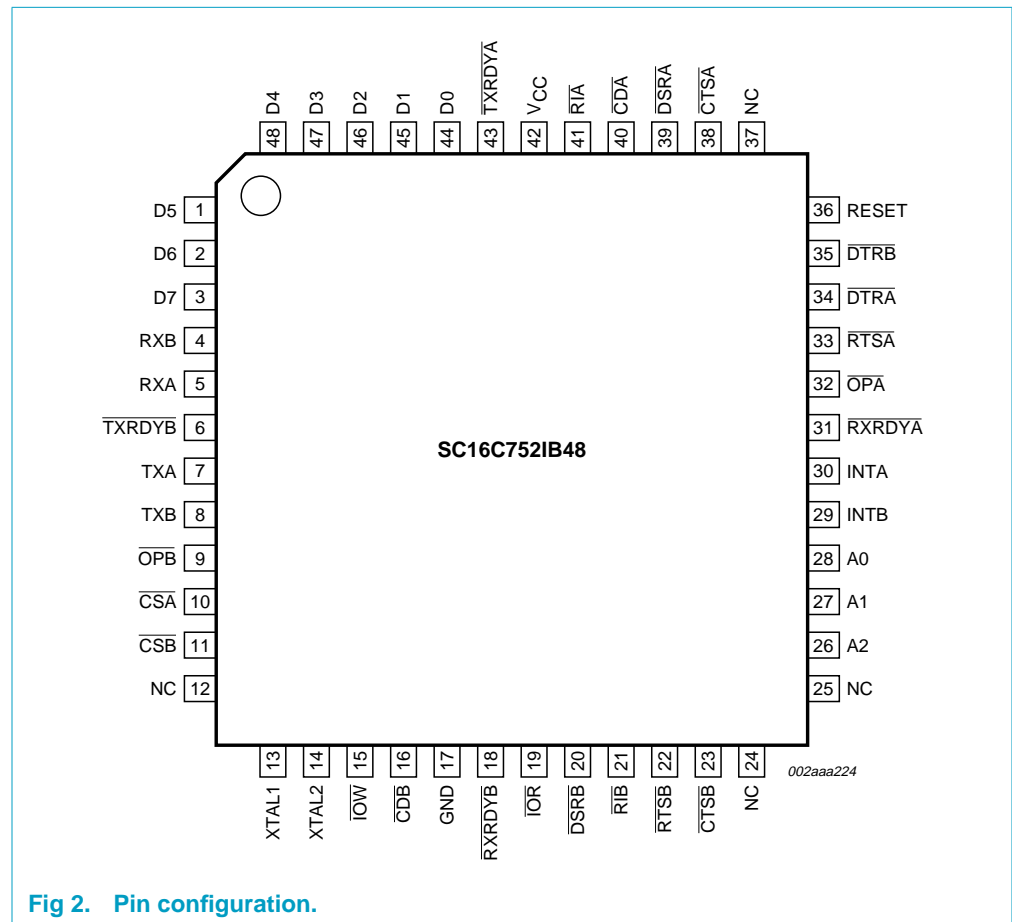 D4 D3 D2 D1 D0 TXRDYA VCC RIA CDA DSRA CTSA NC
48 47 46 45 44 43 42 41 40 39 38 37
D5 1
D6 2
D7 3
RXB 4
RXA 5
TXRDYB 6
TXA 7
TXB 8
OPB 9
CSA 10
CSB 11
NC 12
SC16C752IB48
36 RESET
35 DTRB
34 DTRA
33 RTSA
32 OPA
31 RXRDYA
30 INTA
29 INTB
28 A0
27 A1
26 A2
25 NC
13 14 15 16 17 18 19 20 21 22 23 24
XTAL1 XTAL2 IOW CDB GND RXRDYB IOR DSRB RIB RTSB CTSB NC
002aaa224
Fig 2. Pin configuration.